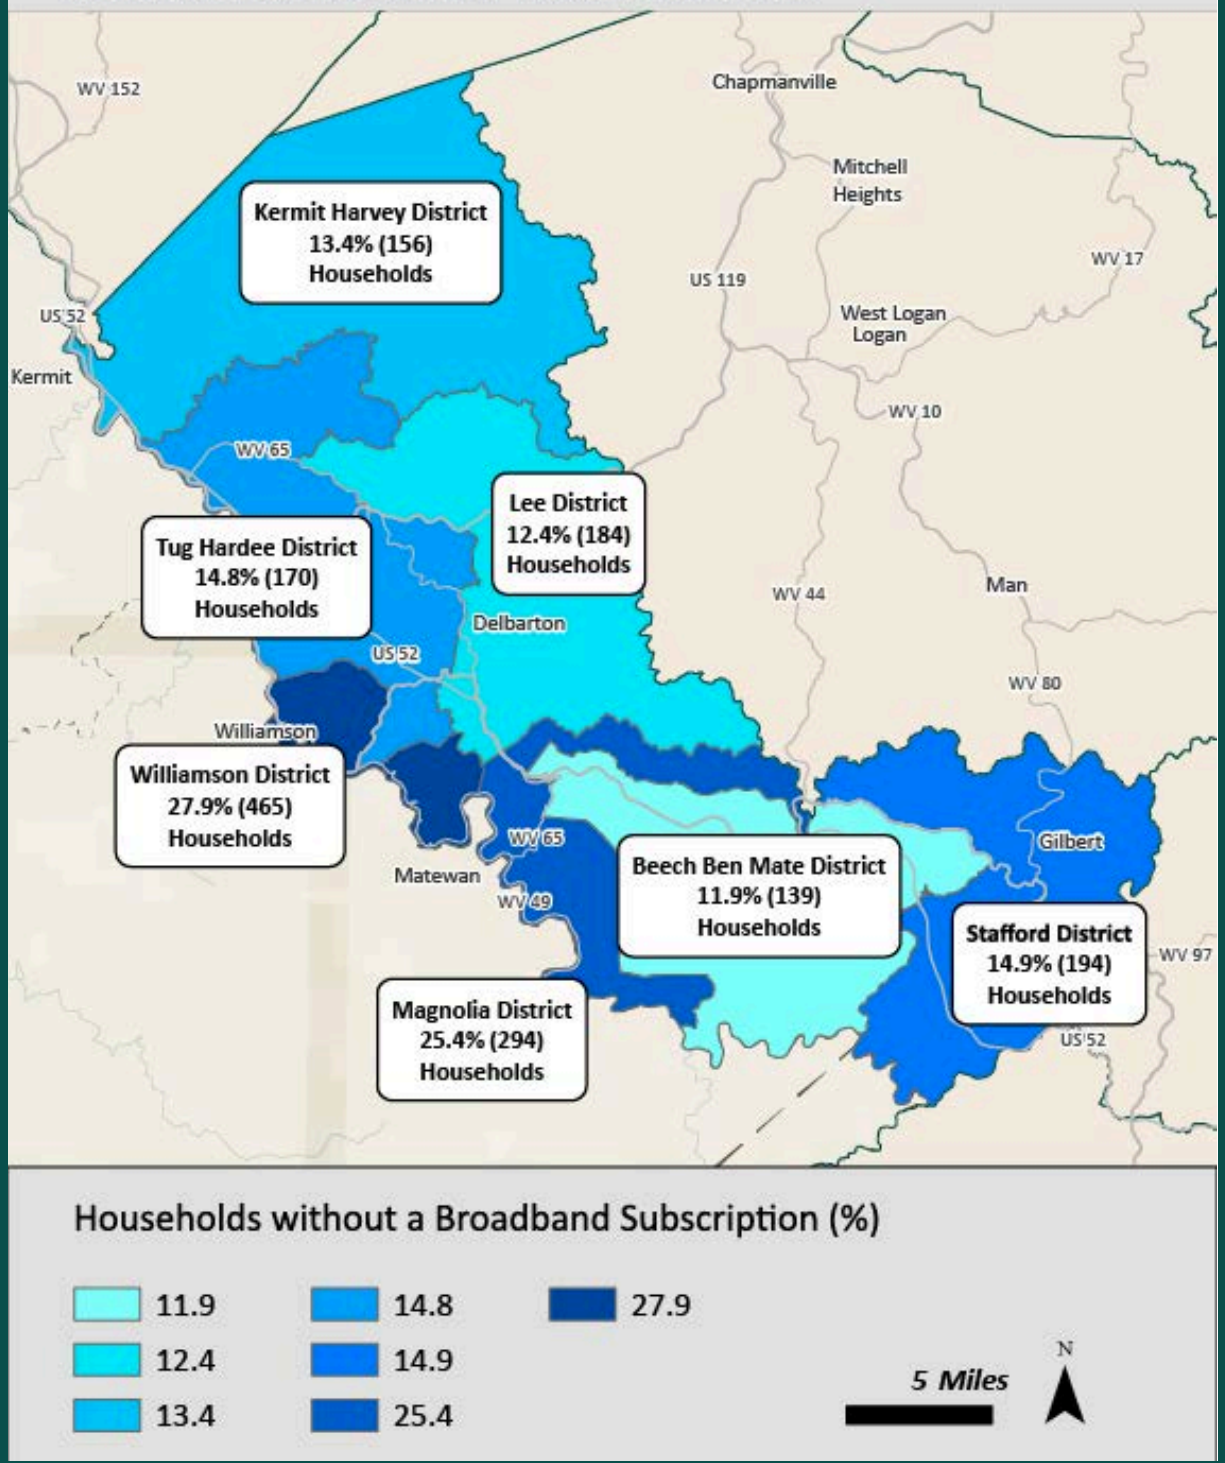 WV 152
Chapmanville
Mitchell
Heights
Kermit Harvey District
13.4% (156)
Households
WV 17
US 119
US 52
West Logan
Logan
Kermit
WV 10
WV 65
Lee District
12.4% (184)
Households
Tug Hardee District
14.8% (170)
Households
Man
WV 44
Delbarton
US 52
WV 80
Williamson
Williamson District
27.9% (465)
Households
WV 65
Gilbert
Beech Ben Mate District
11.9% (139)
Households
Matewan
WV 49
Stafford District
14.9% (194)
Households
WV 97
Magnolia District
25.4% (294)
Households
US 52
Households without a Broadband Subscription (%)
11.9
14.8
27.9
12.4
14.9
13.4
25.4
N
5 Miles